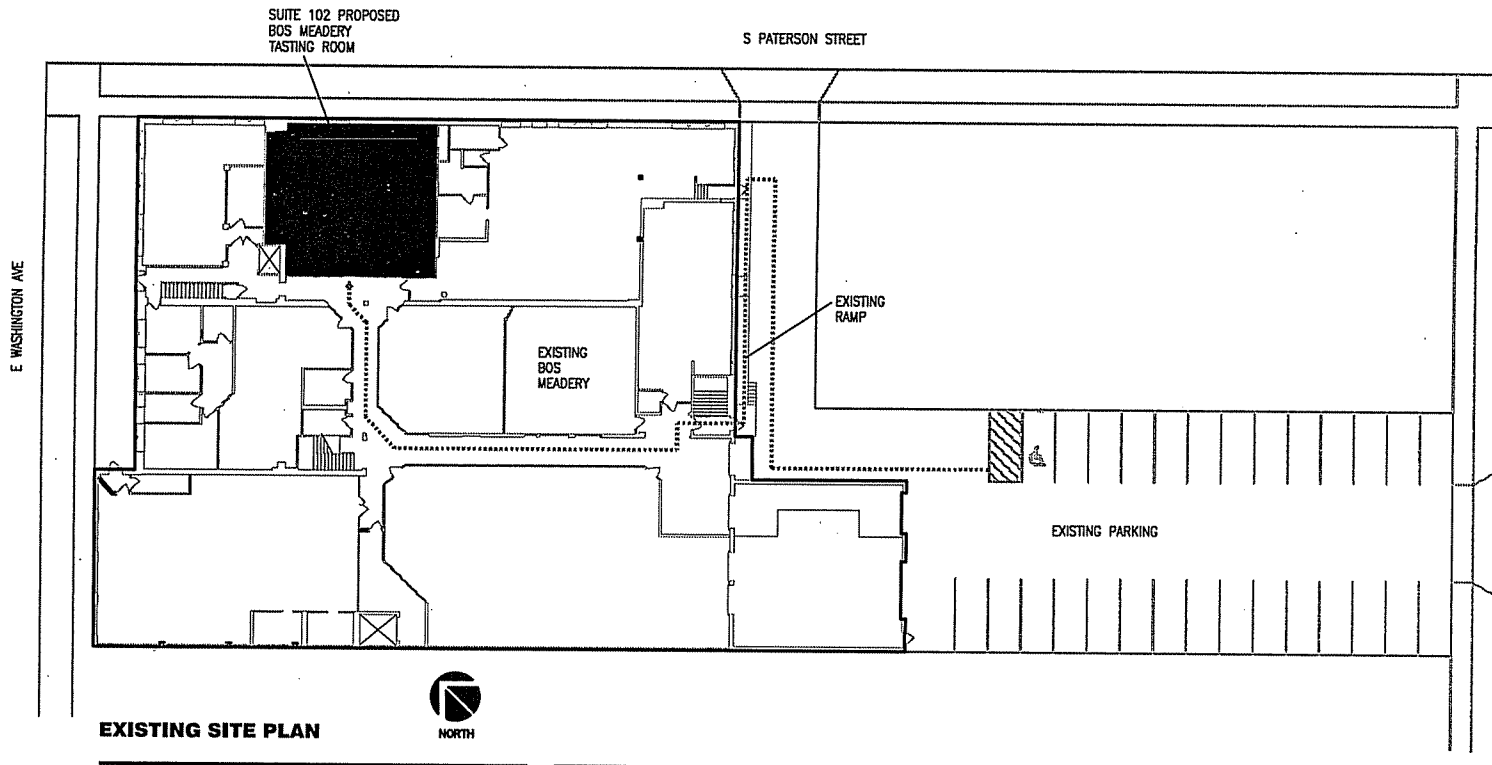 SUITE 102 PROPOSED
BOS MEADERY
TASTING ROOM
S PATERSON STREET
E WASHINGTON AVE
EXISTING
RAMP
EXISTING
BOS
MEADERY
EXISTING PARKING
EXISTING SITE PLAN
NORTH